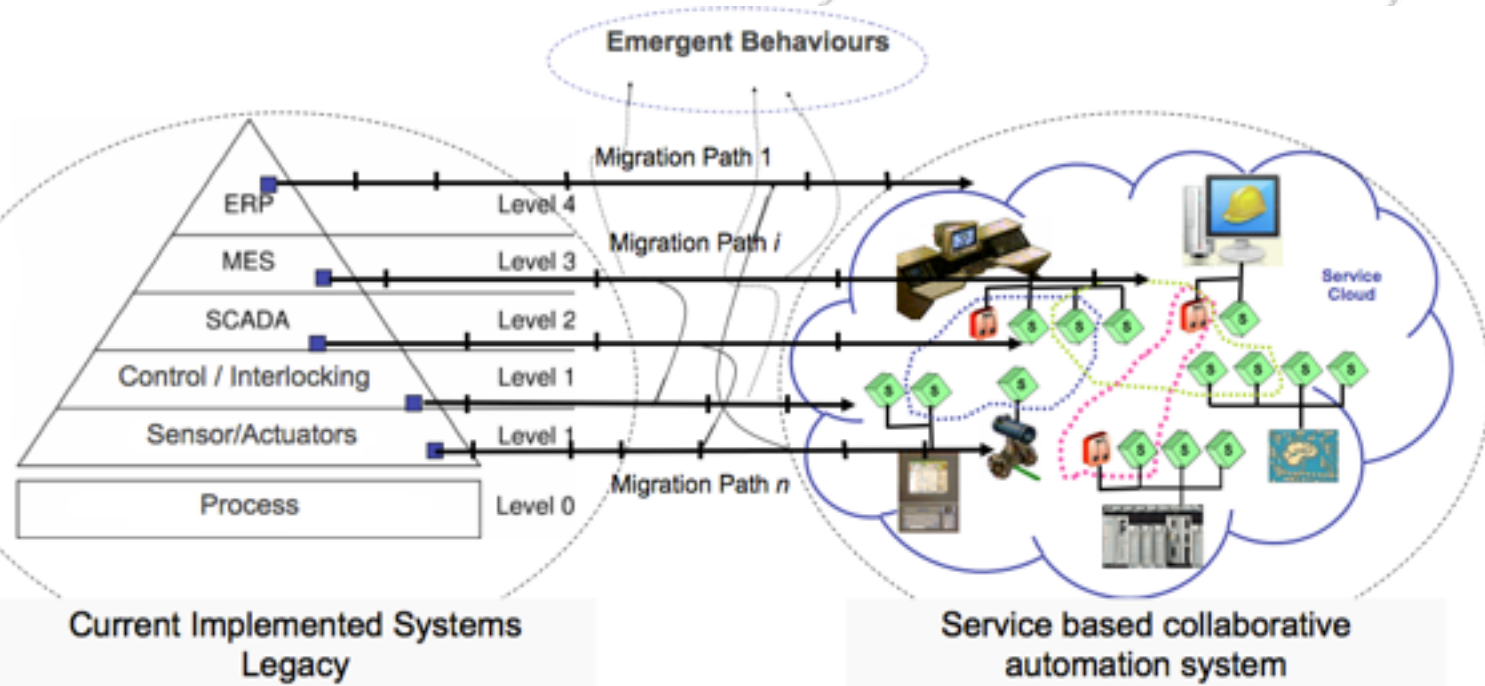 Emergent Behaviours
Migration Path 1
ERP
Level 4
Migration Path i
MES
Level 3
Service
Cloud
SCADA
Level 2
S S S S
Control / Interlocking
Level 1
S S S S
S S S
Sensor/Actuators
Level 1
S S S
Migration Path n
Process
Level 0
Current Implemented Systems
Legacy
Service based collaborative
automation system